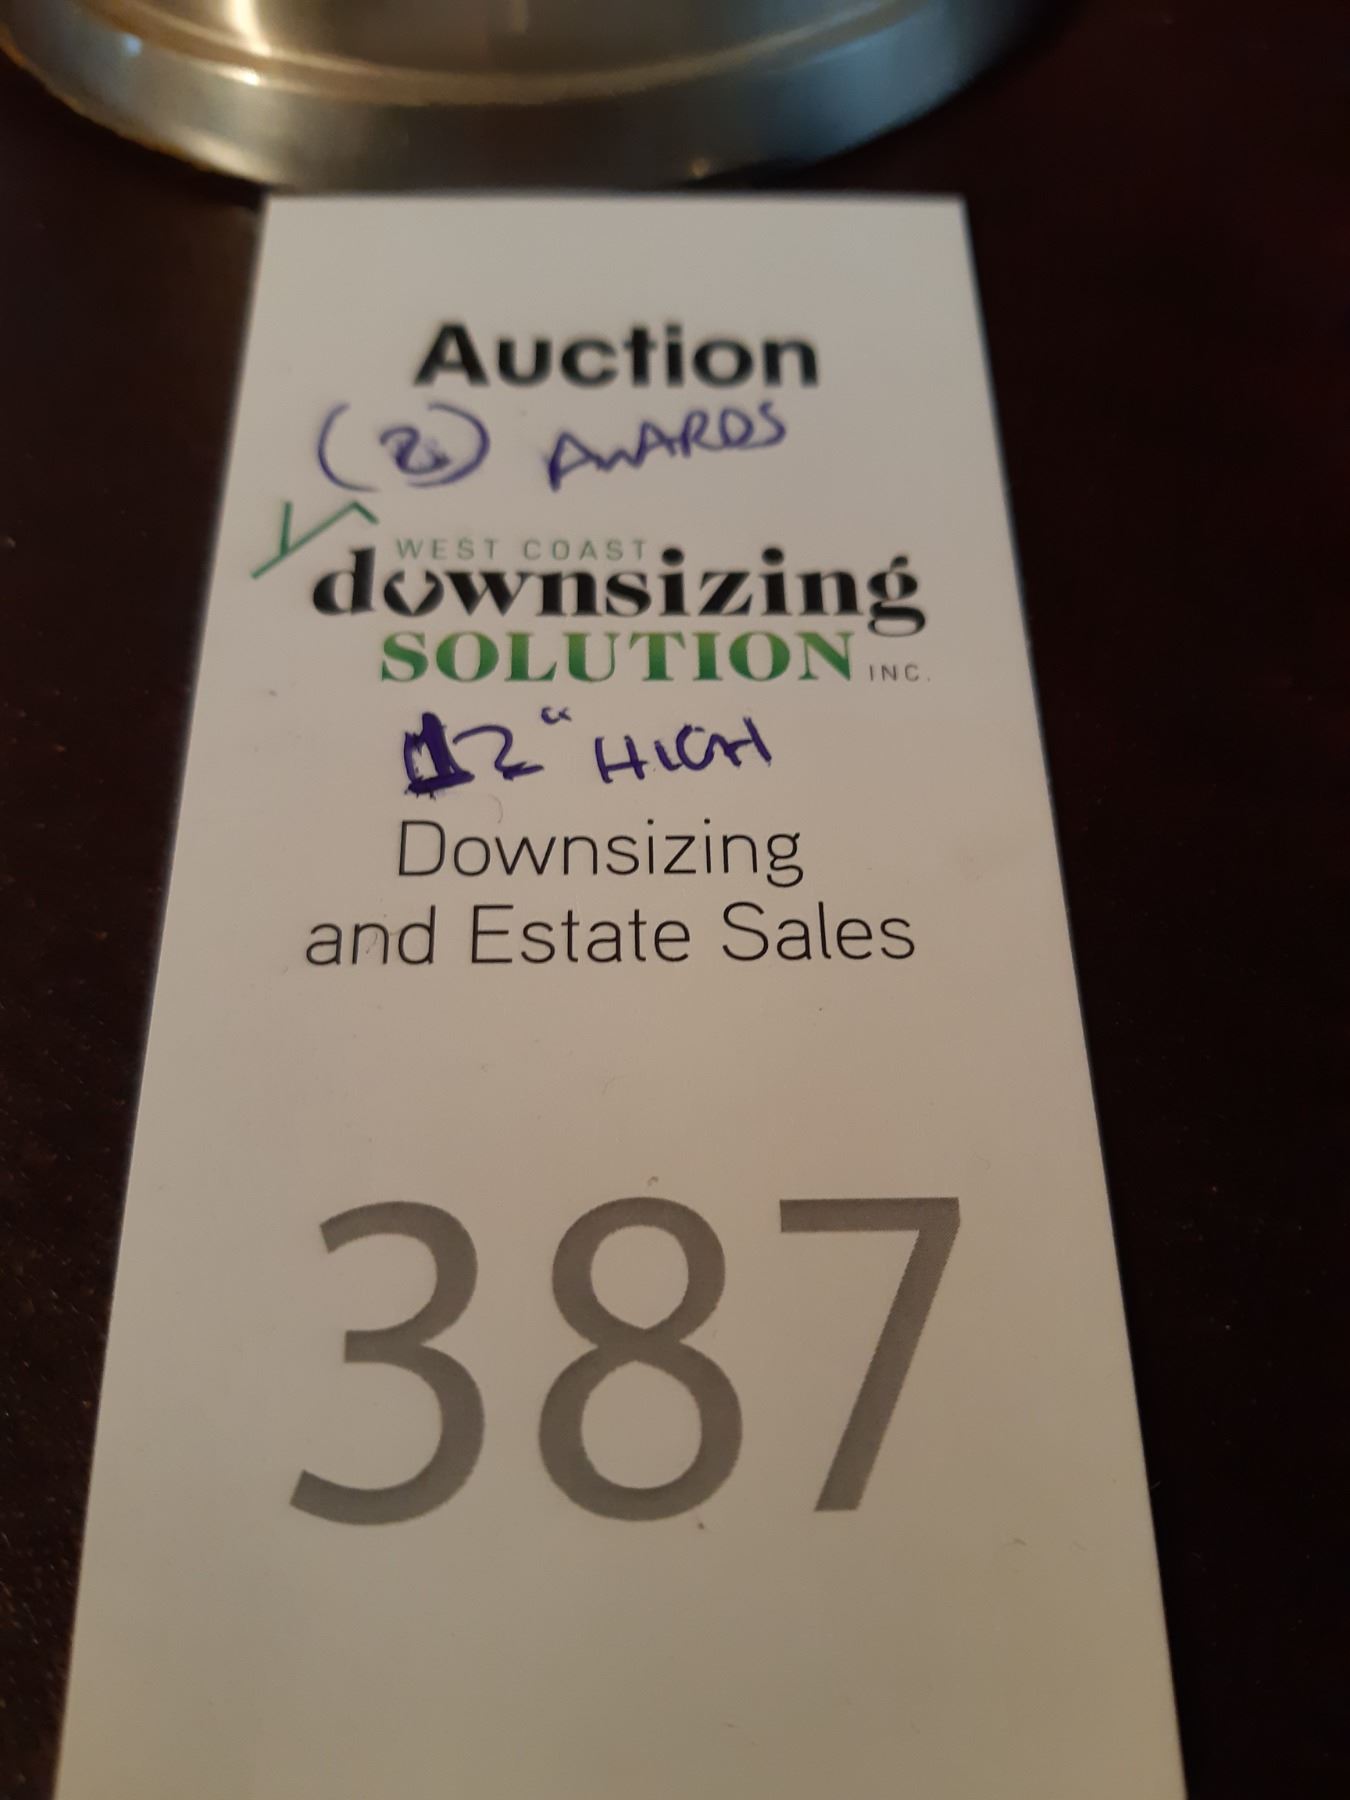 Auction
(2) AWARDS
WEST COAST
downsizing
SOLUTION INC.
12" HIGH
Downsizing
and Estate Sales
387